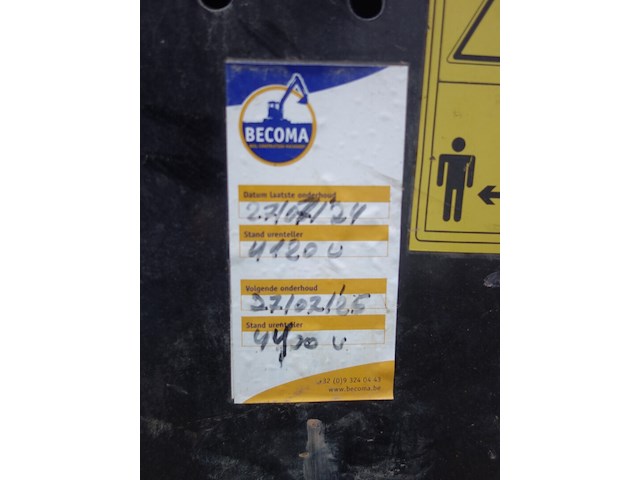 BECOMA
Datum laatste onderhoud
27/07/24
Stand urenteller
4120 u
Volgende onderhoud
27/02/25
Stand urenteller
4400 u
+32 (0)9 324 04 43
www.becoma.be